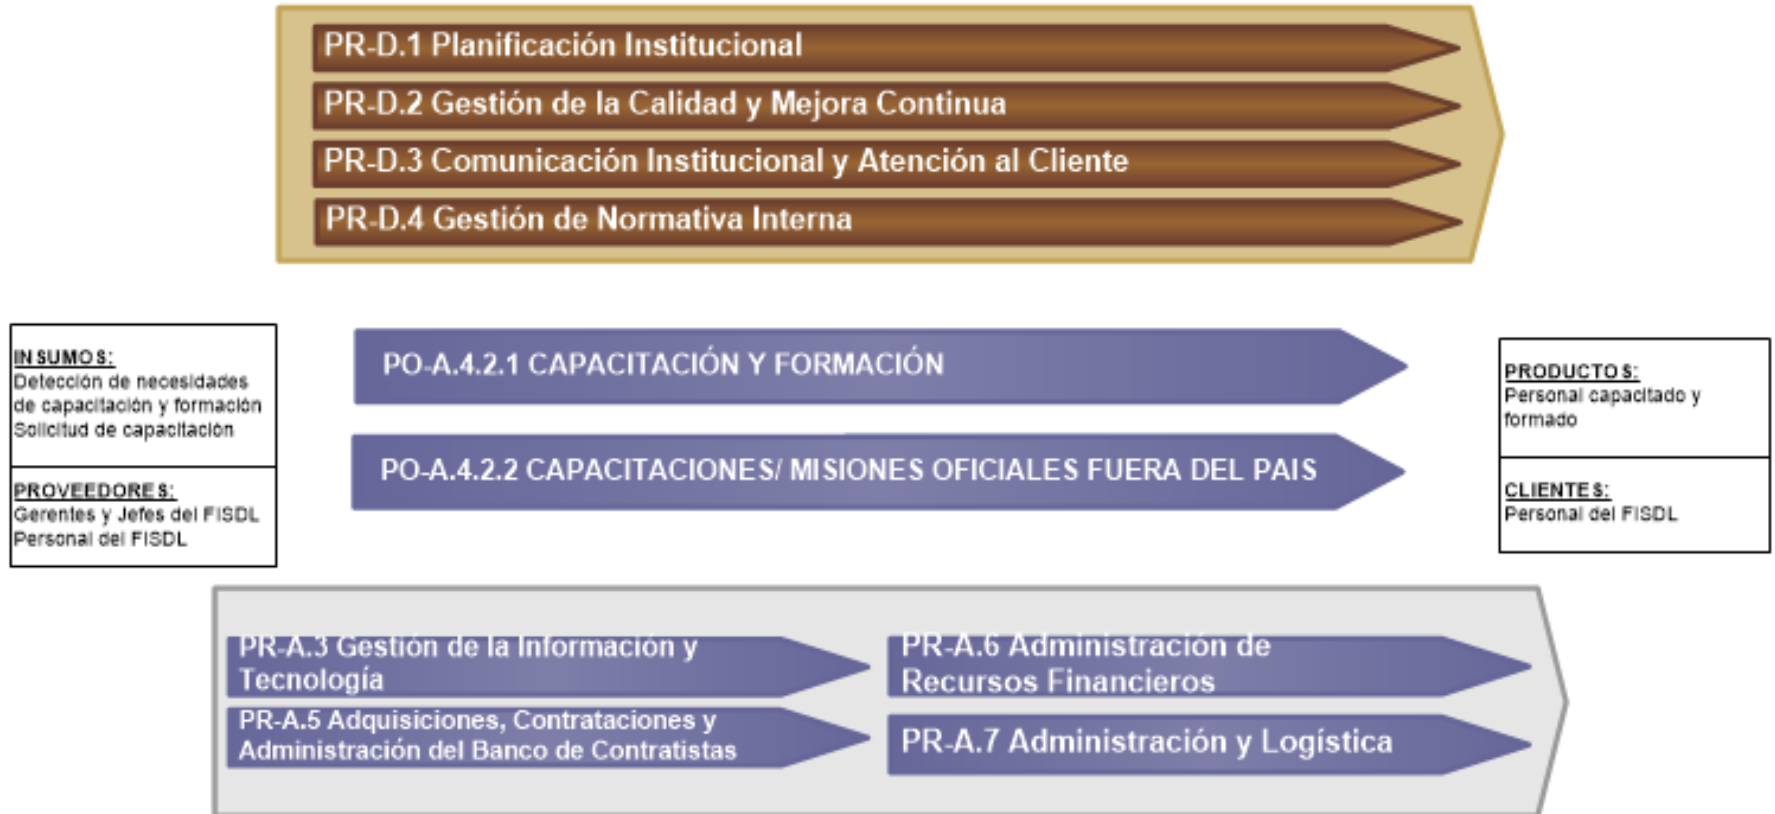 PR-D.1 Planificación Institucional
PR-D.2 Gestión de la Calidad y Mejora Continua
PR-D.3 Comunicación Institucional y Atención al Cliente
PR-D.4 Gestión de Normativa Interna
INSUMOS:
Detección de necesidades
de capacitación y formación
Solicitud de capacitación
PROVEEDORES:
Gerentes y Jefes del FISDL
Personal del FISDL
PO-A.4.2.1 CAPACITACIÓN Y FORMACIÓN
PO-A.4.2.2 CAPACITACIONES/ MISIONES OFICIALES FUERA DEL PAIS
PRODUCTOS:
Personal capacitado y
formado
CLIENTES:
Personal del FISDL
PR-A.3 Gestión de la Información y
Tecnología
PR-A.5 Adquisiciones, Contrataciones y
Administración del Banco de Contratistas
PR-A.6 Administración de
Recursos Financieros
PR-A.7 Administración y Logística